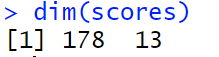 > dim(scores)
[1] 178  13